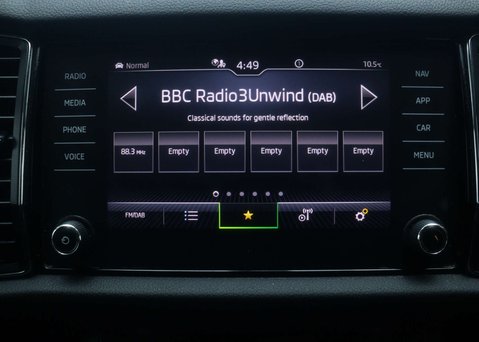 Normal
4:49
10.5°C
RADIO
MEDIA
PHONE
VOICE
BBC Radio3Unwind (DAB)
Classical sounds for gentle reflection
88.3 MHz
Empty
Empty
Empty
Empty
Empty
FM/DAB
NAV
APP
CAR
MENU